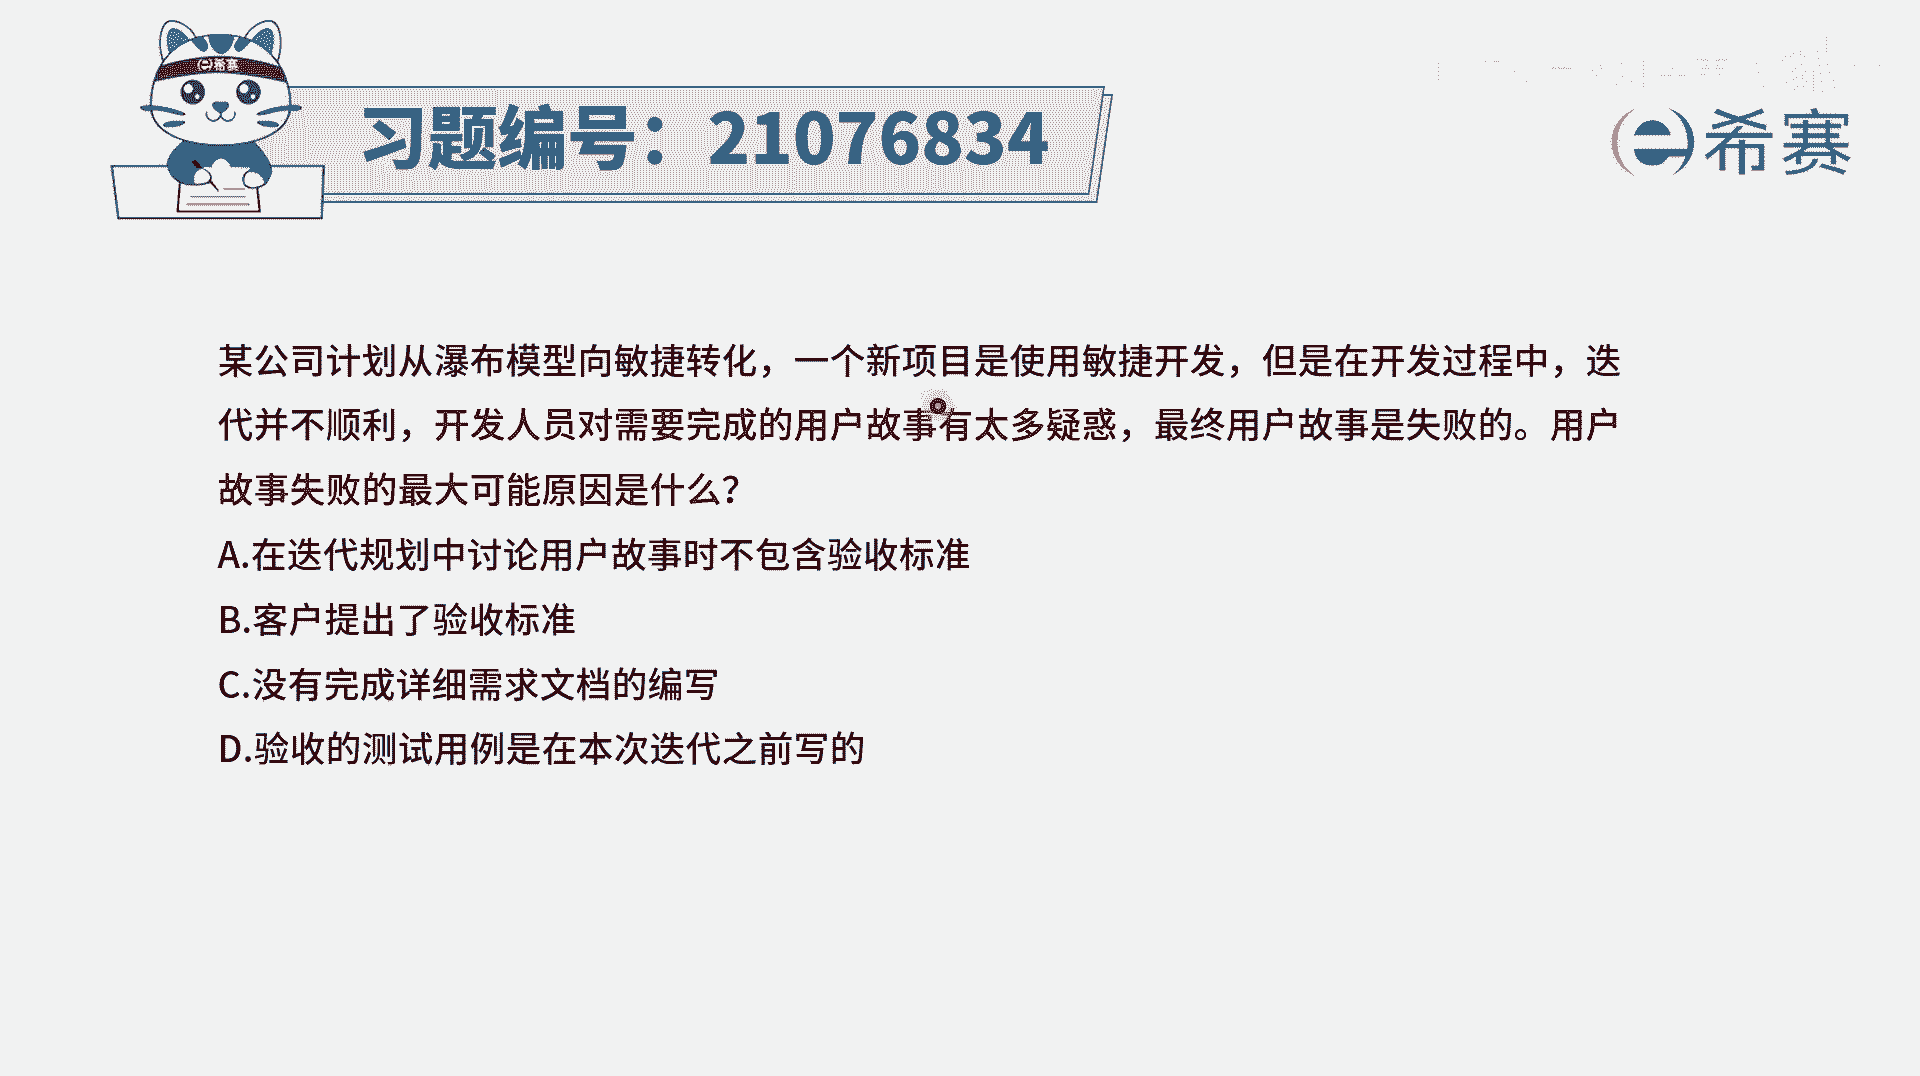 希赛
习题编号：21076834
希赛
某公司计划从瀑布模型向敏捷转化，一个新项目是使用敏捷开发，但是在开发过程中，迭
代并不顺利，开发人员对需要完成的用户故事有太多疑惑，最终用户故事是失败的。用户
故事失败的最大可能原因是什么？
A.在迭代规划中讨论用户故事时不包含验收标准
B.客户提出了验收标准
C.没有完成详细需求文档的编写
D.验收的测试用例是在本次迭代之前写的